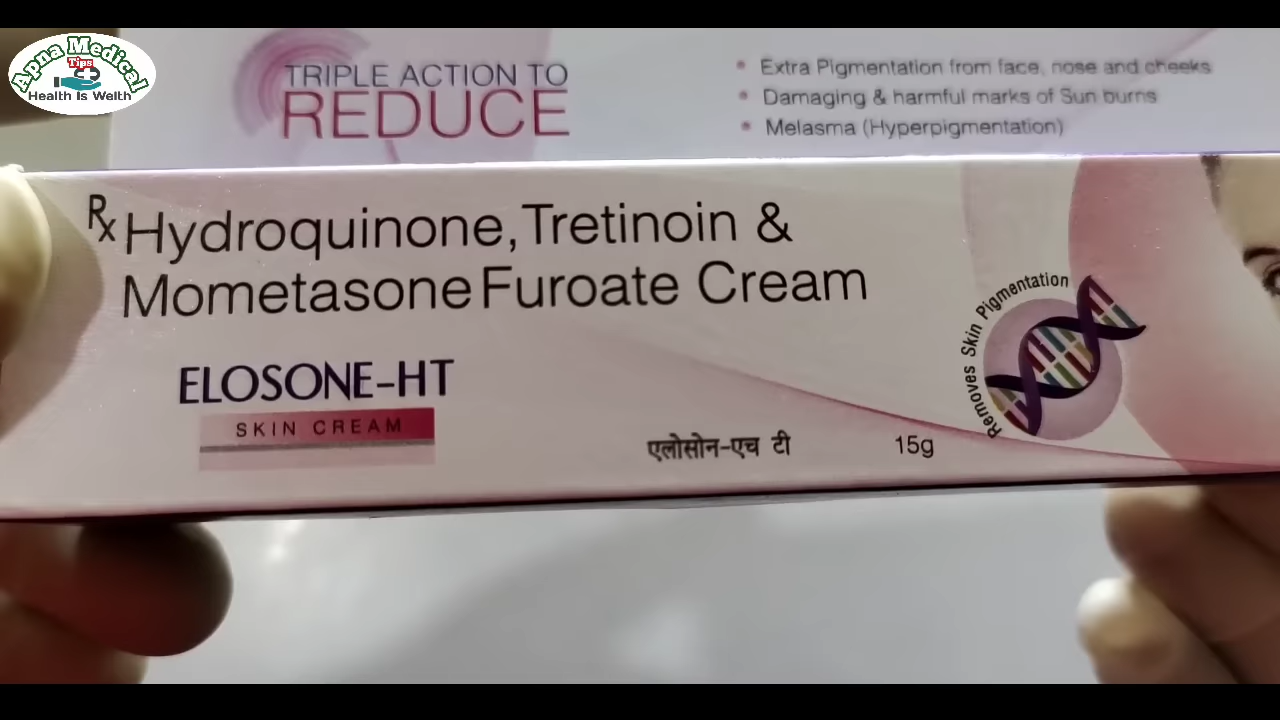 Apna Medical
Tips
Health Is Welth
TRIPLE ACTION TO
REDUCE
• Extra Pigmentation from face, nose and cheeks
• Damaging & harmful marks of Sun burns
• Melasma (Hyperpigmentation)
Rx Hydroquinone, Tretinoin &
Mometasone Furoate Cream
ELOSONE-HT
SKIN CREAM
एलोसोन-एच टी
15g
Removes Skin Pigmentation